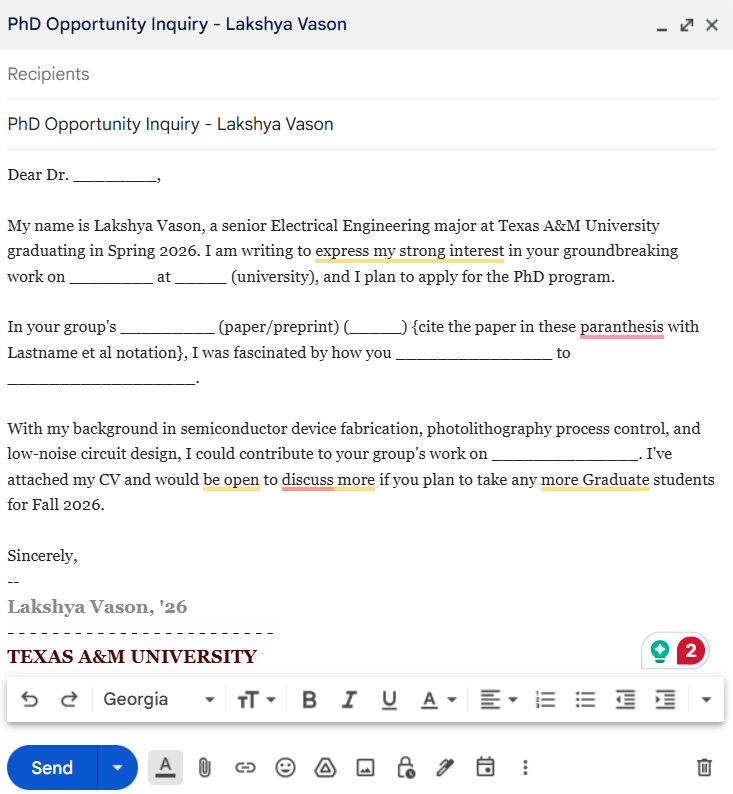 PhD Opportunity Inquiry - Lakshya Vason
Recipients
PhD Opportunity Inquiry - Lakshya Vason
Dear Dr. ________,
My name is Lakshya Vason, a senior Electrical Engineering major at Texas A&M University
graduating in Spring 2026. I am writing to express my strong interest in your groundbreaking
work on ________ at _____ (university), and I plan to apply for the PhD program.
In your group's _________ (paper/preprint) (_____) {cite the paper in these paranthesis with
Lastname et al notation}, I was fascinated by how you _______________ to
__________________.
With my background in semiconductor device fabrication, photolithography process control, and
low-noise circuit design, I could contribute to your group's work on ______________. I've
attached my CV and would be open to discuss more if you plan to take any more Graduate students
for Fall 2026.
Sincerely,
--
Lakshya Vason, '26
- - - - - - - - - - - - - - - - - - - - - - - -
TEXAS A&M UNIVERSITY
2
Georgia
Send